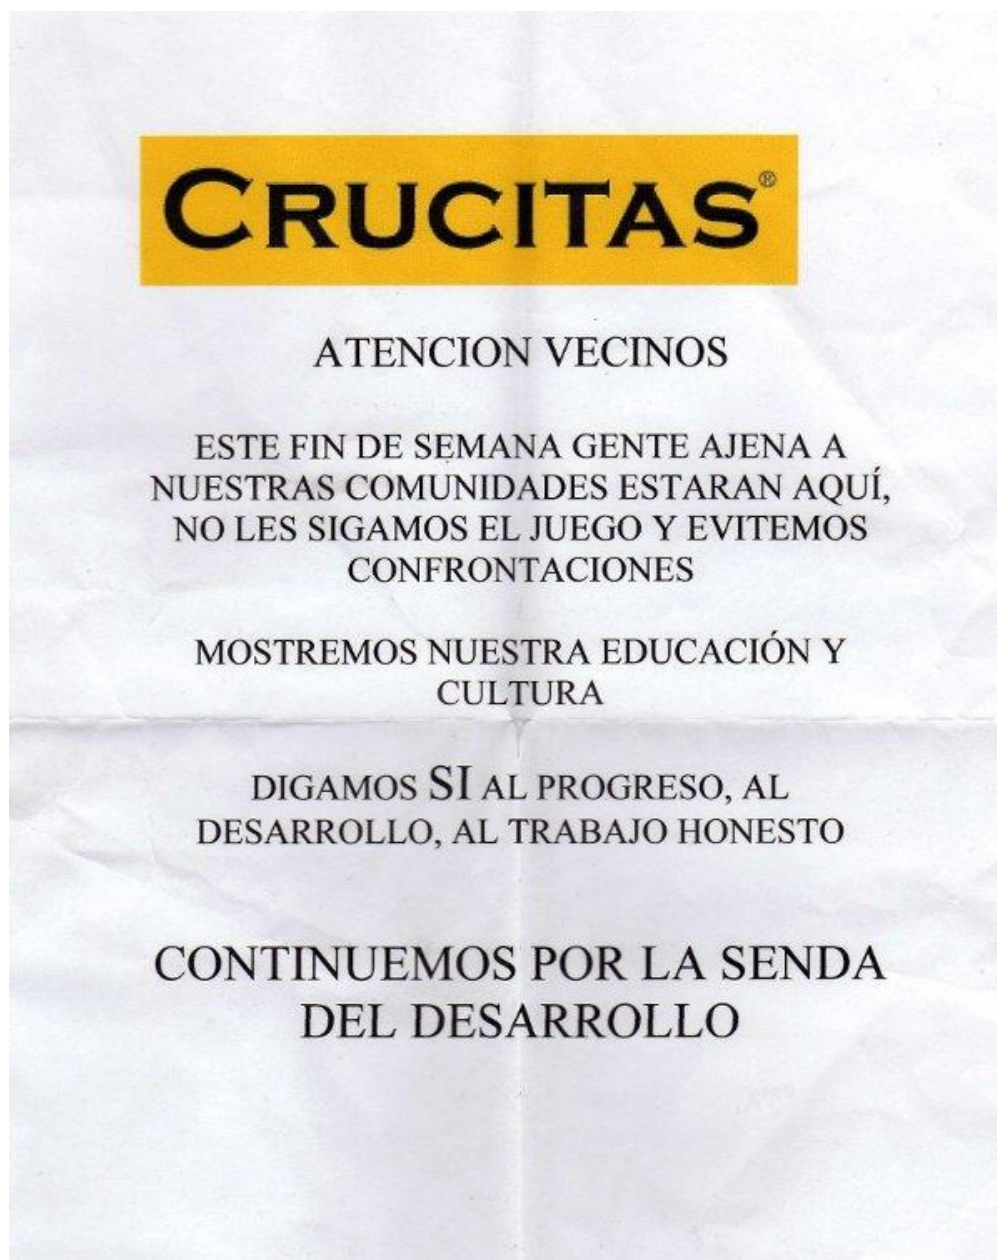 CRUCITAS®
ATENCION VECINOS
ESTE FIN DE SEMANA GENTE AJENA A
NUESTRAS COMUNIDADES ESTARAN AQUÍ,
NO LES SIGAMOS EL JUEGO Y EVITEMOS
CONFRONTACIONES
MOSTREMOS NUESTRA EDUCACIÓN Y
CULTURA
DIGAMOS SI AL PROGRESO, AL
DESARROLLO, AL TRABAJO HONESTO
CONTINUEMOS POR LA SENDA
DEL DESARROLLO